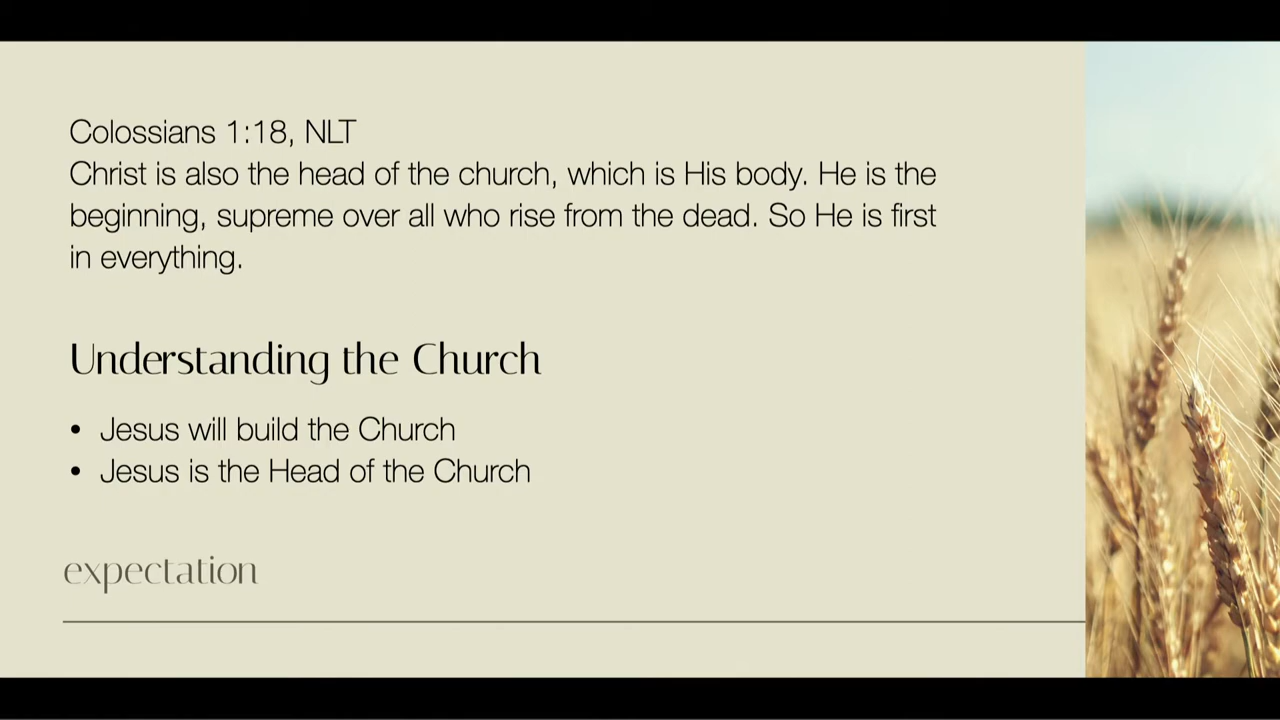 Colossians 1:18, NLT
Christ is also the head of the church, which is His body. He is the
beginning, supreme over all who rise from the dead. So He is first
in everything.
Understanding the Church
• Jesus will build the Church
• Jesus is the Head of the Church
expectation